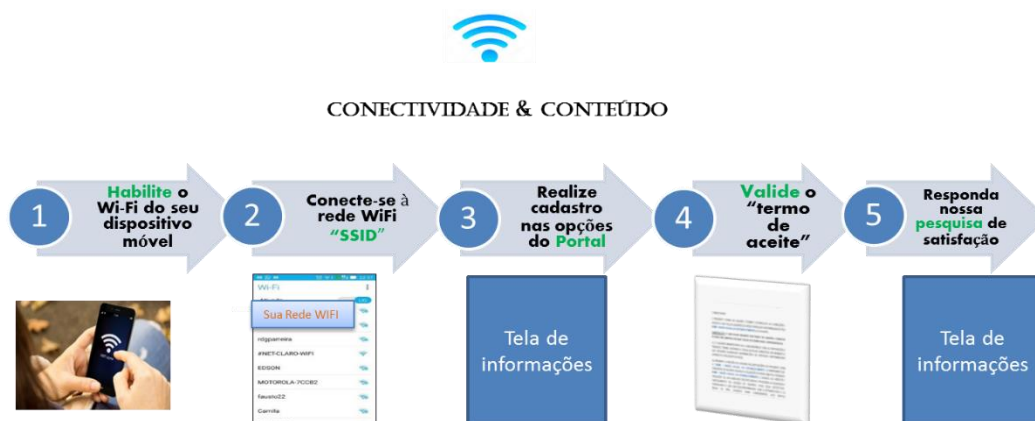 CONECTIVIDADE & CONTEÚDO
1
Habilite o
Wi-Fi do seu
dispositivo
móvel
2
Conecte-se à
rede WiFi
“SSID”
3
Realize
cadastro
nas opções
do Portal
4
Valide o
“termo
de
aceite”
5
Responda
nossa
pesquisa de
satisfação
Wi-Fi
Sua Rede WIFI
rdgparreira
#NET-CLARO-WIFI
EDSON
MOTOROLA-7CCB2
fausto22
Camila
Tela de
informações
Tela de
informações